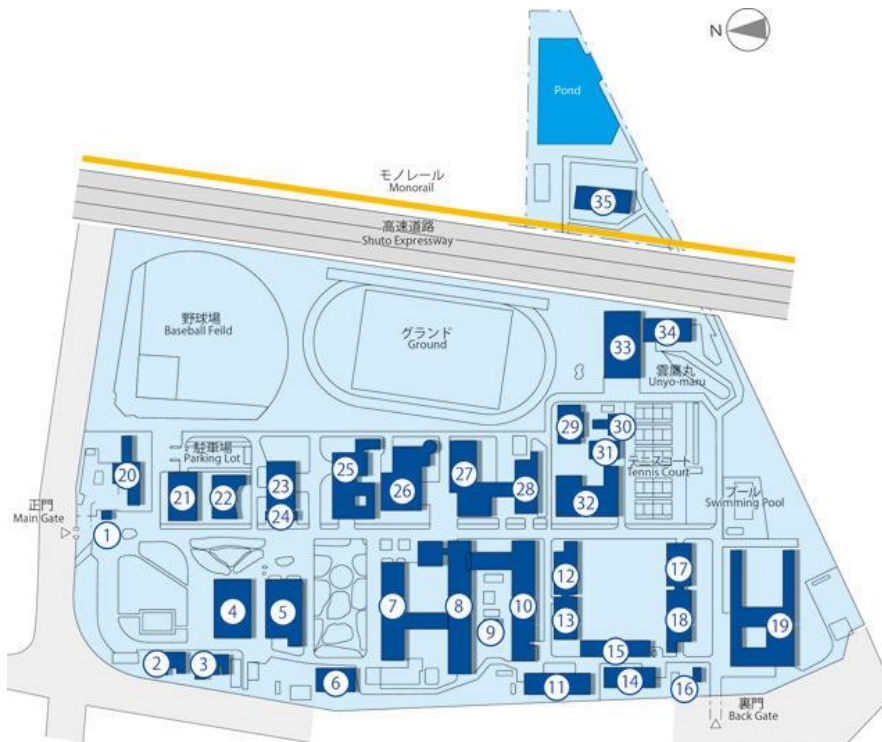 N
Pond
35
モノレール
Monorail
高速道路
Shuto Expressway
野球場
Baseball Feild
グランド
Ground
33
34
雲鷹丸
Unyo-maru
29
30
31
駐車場
Parking Lot
20
21
22
23
24
25
26
27
28
32
テニスコート
Tennis Court
プール
Swimming Pool
正門
Main Gate
1
4
5
7
8
9
10
12
13
17
18
19
15
2
3
6
11
14
16
裏門
Back Gate